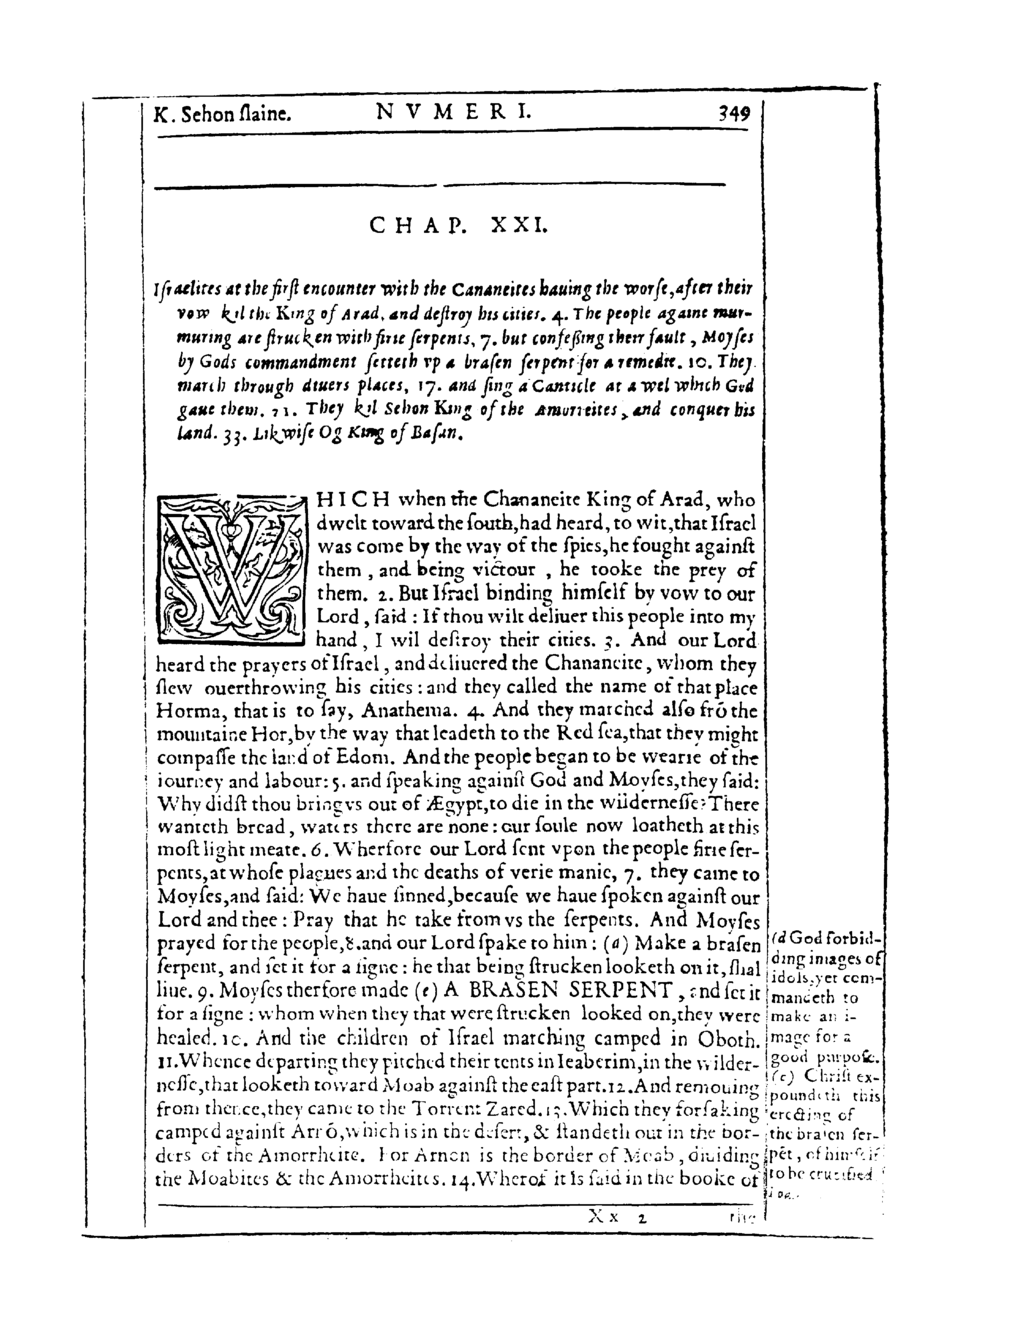 K. Sehon ſlaine. NVMERI. 349
CHAP. XXI.
Iſraelites at the firſt encounter with the Cananeites hauing the worſe, after their
vow kil the King of Arad, and deſtroy his cities. 4. The people againe mur-
muring are ſtrucken with firie ſerpents, 7. but confeſſing their fault, Moyſes
by Gods commandment ſetteth vp a braſen ſerpent for a remedie. 10. They
march through diuers places, 17. and ſing a Canticle at a wel which God
gaue them. 21. They kil Sehon King of the Amorreites, and conquer his
land. 33. Likwiſe Og King of Baſan.
WHICH when the Chananeite King of Arad, who
dwelt toward the ſouth, had heard, to wit, that Iſrael
was come by the way of the ſpies, he fought againſt
them, and being victour, he tooke the prey of
them. 2. But Iſrael binding himſelf by vow to our
Lord, ſaid: If thou wilt deliuer this people into my
hand, I wil deſtroy their cities. 3. And our Lord
heard the prayers of Iſrael, and deliuered the Chananeite, whom they
ſlew ouerthrowing his cities: and they called the name of that place
Horma, that is to ſay, Anathema. 4. And they marched alſo frō the
mountaine Hor, by the way that leadeth to the Red ſea, that they might
compaſſe the land of Edom. And the people began to be wearie of the
iourney and labour: 5. and ſpeaking againſt God and Moyſes, they ſaid:
Why didſt thou bring vs out of Ægypt, to die in the wilderneſſe? There
wanteth bread, waters there are none: our ſoule now loatheth at this
moſt light meate. 6. Wherfore our Lord ſent vpon the people firie ſer-
pents, at whoſe plagues and the deaths of verie manie, 7. they came to
Moyſes, and ſaid: We haue ſinned, becauſe we haue ſpoken againſt our
Lord and thee: Pray that he take from vs the ſerpents. And Moyſes
prayed for the people, 8. and our Lord ſpake to him: (d) Make a braſen
ſerpent, and ſet it for a ſigne: he that being ſtrucken looketh on it, ſhal
liue. 9. Moyſes therfore made (e) A BRASEN SERPENT, and ſet it
for a ſigne: whom when they that were ſtrucken looked on, they were
healed. 10. And the children of Iſrael marching camped in Oboth.
11. Whence departing they pitched their tents in Ieaberim, in the wilder-
neſſe, that looketh toward Moab againſt the eaſt part. 12. And remouing
from thence, they came to the Torrent Zared. 13. Which they forſaking
camped againſt Arnō, which is in the deſert, & ſtandeth out in the bor-
ders of the Amorrheite. For Arnon is the border of Moab, diuiding
the Moabites & the Amorrheites. 14. Wherof it is ſaid in the booke of
(d God forbid-
ding images of
idols, yet com-
mandeth to
make an i-
mage for a
good purpoſe.
(e) Chriſt ex-
poundeth this
erecting of
the braſen ſer-
pēt, of himſelf
to be crucified
Xx 2 the